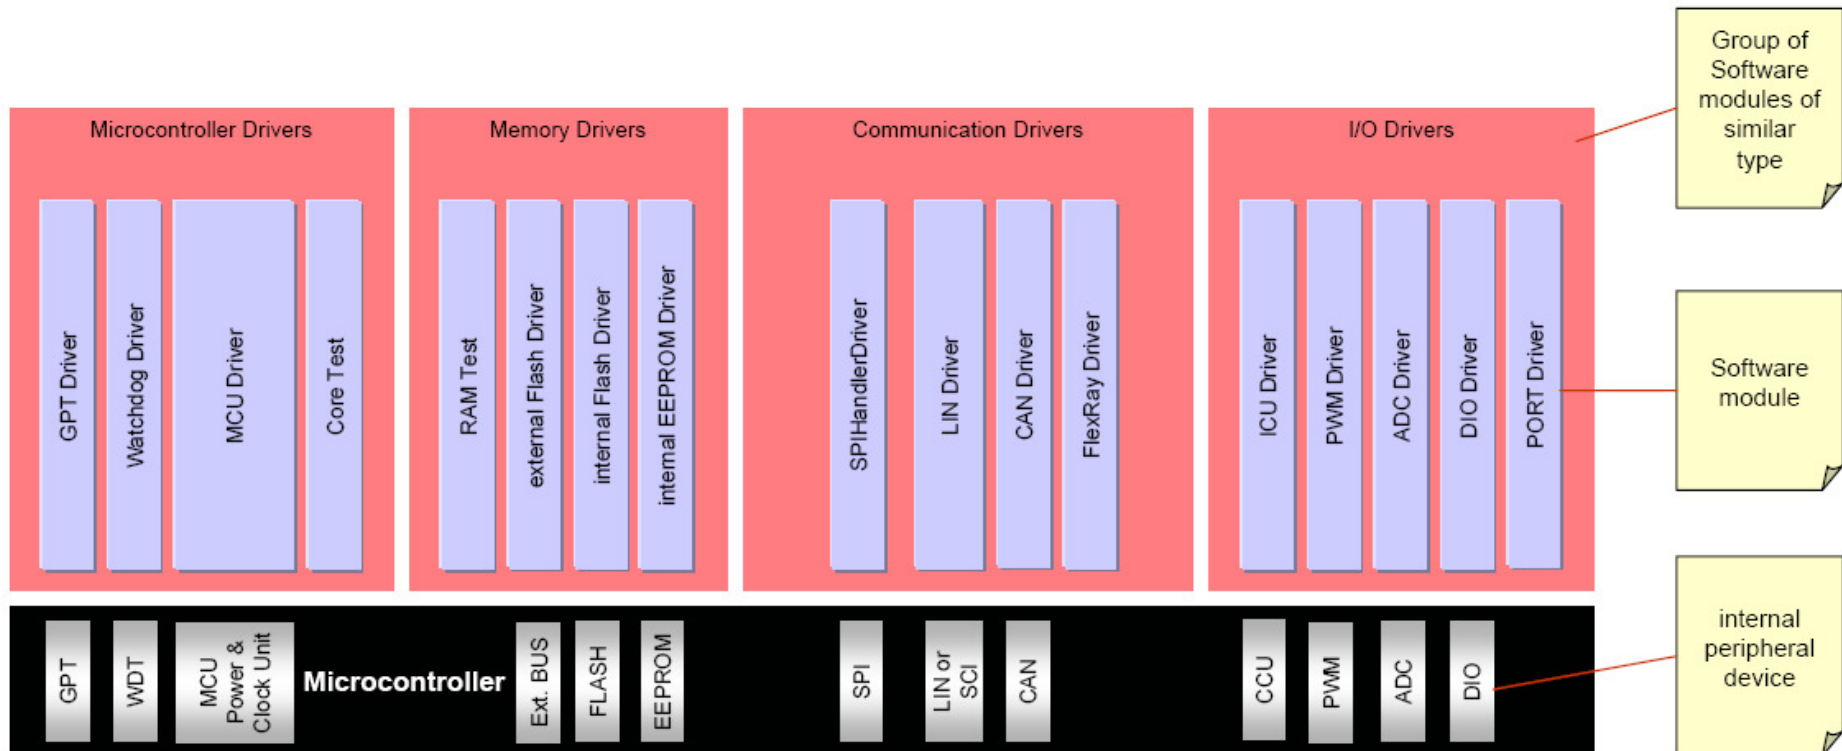 Group of
Software
modules of
similar
type
Microcontroller Drivers
Memory Drivers
Communication Drivers
I/O Drivers
GPT Driver
Watchdog Driver
MCU Driver
Core Test
RAM Test
external Flash Driver
internal Flash Driver
internal EEPROM Driver
SPIHandlerDriver
LIN Driver
CAN Driver
FlexRay Driver
ICU Driver
PWM Driver
ADC Driver
DIO Driver
PORT Driver
Software
module
GPT
WDT
MCU
Power &
Clock Unit
Microcontroller
Ext. BUS
FLASH
EEPROM
SPI
LIN or
SCI
CAN
CCU
PWM
ADC
DIO
internal
peripheral
device